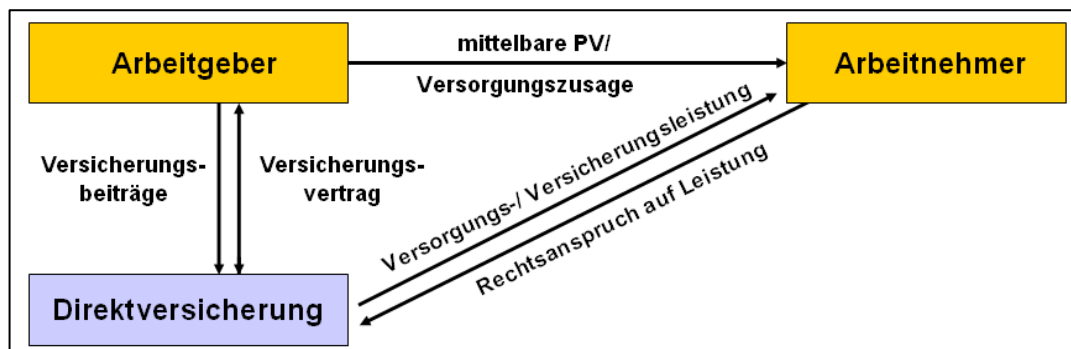 Arbeitgeber
mittelbare PV/
Versorgungszusage
Arbeitnehmer
Versicherungs-
beiträge
Versicherungs-
vertrag
Versorgungs-/ Versicherungsleistung
Rechtsanspruch auf Leistung
Direktversicherung